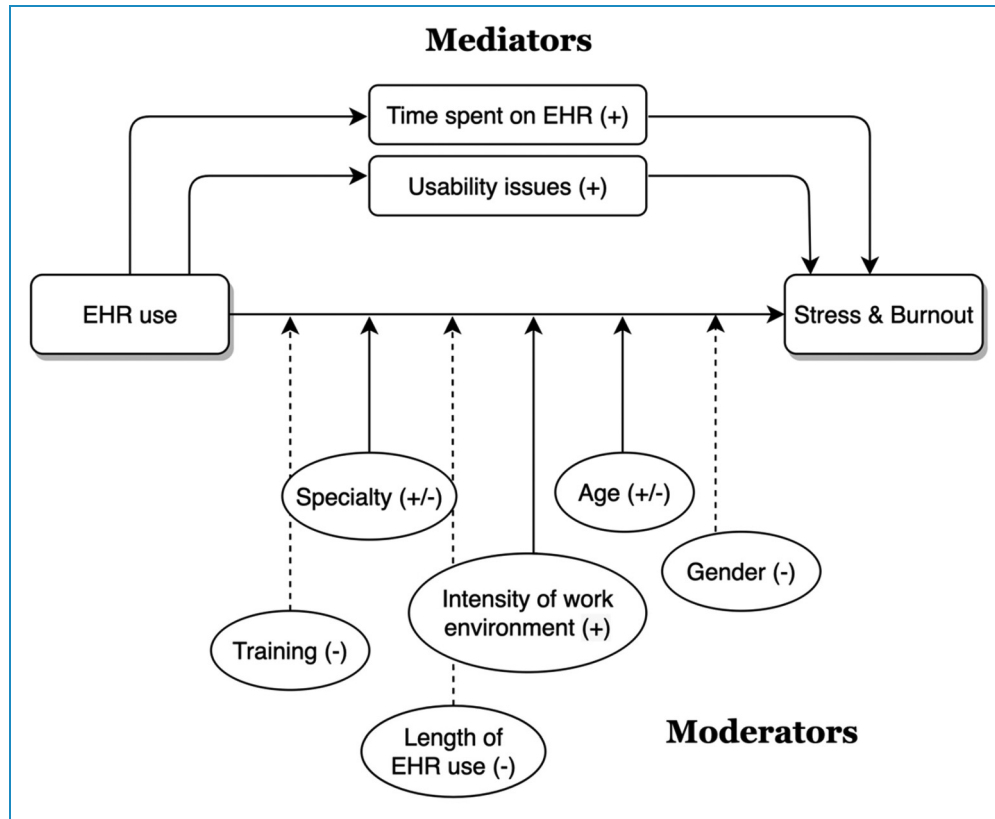 Mediators
Time spent on EHR (+)
Usability issues (+)
EHR use
Stress & Burnout
Specialty (+/-)
Age (+/-)
Gender (-)
Intensity of work
environment (+)
Training (-)
Length of
EHR use (-)
Moderators